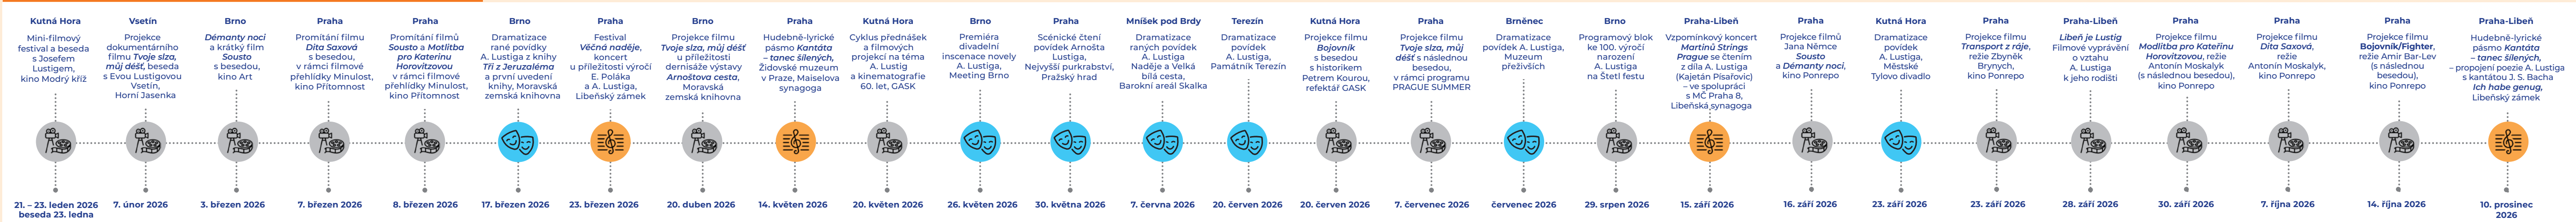 Kutná Hora
Mini-filmový
festival a beseda
s Josefem
Lustigem,
kino Modrý kříž
21. – 23. leden 2026
beseda 23. ledna
Vsetín
Projekce
dokumentárního
filmu Tvoje slza,
můj déšť, beseda
s Evou Lustigovou
Vsetín,
Horní Jasenka
7. únor 2026
Brno
Démanty noci
a krátký film
Sousto
s besedou,
kino Art
3. březen 2026
Praha
Promítání filmu
Dita Saxová
s besedou,
v rámci filmové
přehlídky Minulost,
kino Přítomnost
7. březen 2026
Praha
Promítání filmů
Sousto a Motlitba
pro Katerinu
Horovitzovou
v rámci filmové
přehlídky Minulost,
kino Přítomnost
8. březen 2026
Brno
Dramatizace
rané povídky
A. Lustiga z knihy
Tři z Jeruzaléma
a první uvedení
knihy, Moravská
zemská knihovna
17. březen 2026
Praha
Festival
Věčná naděje,
koncert
u příležitosti výročí
E. Poláka
a A. Lustiga,
Libeňský zámek
23. březen 2026
Brno
Projekce filmu
Tvoje slza, můj déšť
u příležitosti
dernisáže výstavy
Arnoštova cesta,
Moravská
zemská knihovna
20. duben 2026
Praha
Hudebně-lyrické
pásmo Kantáta
– tanec šílených,
Židovské muzeum
v Praze, Maiselova
synagoga
14. květen 2026
Kutná Hora
Cyklus přednášek
a filmových
projekcí na téma
A. Lustig
a kinematografie
60. let, GASK
20. květen 2026
Brno
Premiéra
divadelní
inscenace novely
A. Lustiga,
Meeting Brno
26. květen 2026
Praha
Scénické čtení
povídek Arnošta
Lustiga,
Nejvyšší purkrabství,
Pražský hrad
30. května 2026
Mníšek pod Brdy
Dramatizace
raných povídek
A. Lustiga
Naděje a Velká
bílá cesta,
Barokní areál Skalka
7. června 2026
Terezín
Dramatizace
povídek
A. Lustiga,
Památník Terezín
20. červen 2026
Kutná Hora
Projekce filmu
Bojovník
s besedou
s historikem
Petrem Kourou,
refektář GASK
20. červen 2026
Praha
Projekce filmu
Tvoje slza, můj
déšť s následnou
besedou,
v rámci programu
PRAGUE SUMMER
7. červenec 2026
Brněnec
Dramatizace
povídek A. Lustiga,
Muzeum
přeživších
červenec 2026
Brno
Programový blok
ke 100. výročí
narození
A. Lustiga
na Štetl festu
29. srpen 2026
Praha-Libeň
Vzpomínkový koncert
Martinů Strings
Prague se čtením
z díla A. Lustiga
(Kajetán Písařovic)
– ve spolupráci
s MČ Praha 8,
Libeňská synagoga
15. září 2026
Praha
Projekce filmů
Jana Němce
Sousto
a Démanty noci,
kino Ponrepo
16. září 2026
Kutná Hora
Dramatizace
povídek
A. Lustiga,
Městské
Tylovo divadlo
23. září 2026
Praha
Projekce filmu
Transport z ráje,
režie Zbyněk
Brynych,
kino Ponrepo
23. září 2026
Praha-Libeň
Libeň je Lustig
Filmové vyprávění
o vztahu
A. Lustiga
k jeho rodišti
28. září 2026
Praha
Projekce filmu
Modlitba pro Kateřinu
Horovitzovou, režie
Antonín Moskalyk
(s následnou besedou),
kino Ponrepo
30. září 2026
Praha
Projekce filmu
Dita Saxová,
režie
Antonín Moskalyk,
kino Ponrepo
7. října 2026
Praha
Projekce filmu
Bojovník/Fighter,
režie Amir Bar-Lev
(s následnou
besedou),
kino Ponrepo
14. října 2026
Praha-Libeň
Hudebně-lyrické
pásmo Kantáta
– tanec šílených,
– propojení poezie A. Lustiga
s kantátou J. S. Bacha
Ich habe genug,
Libeňský zámek
10. prosinec
2026